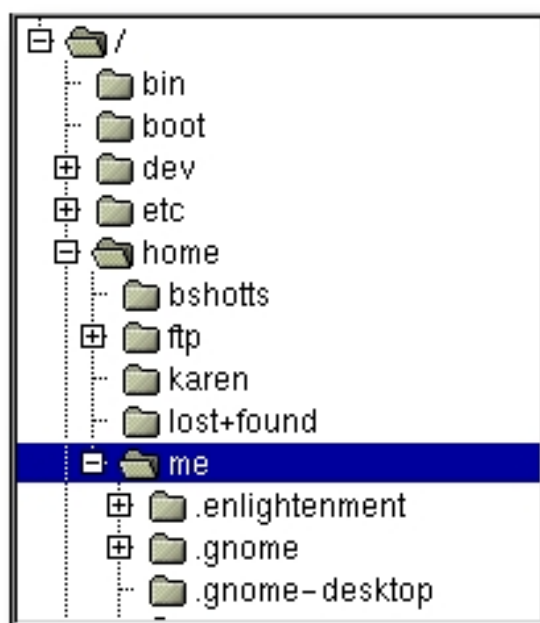 /
bin
boot
dev
etc
home
bshotts
ftp
karen
lost+found
me
.enlightenment
.gnome
.gnome-desktop